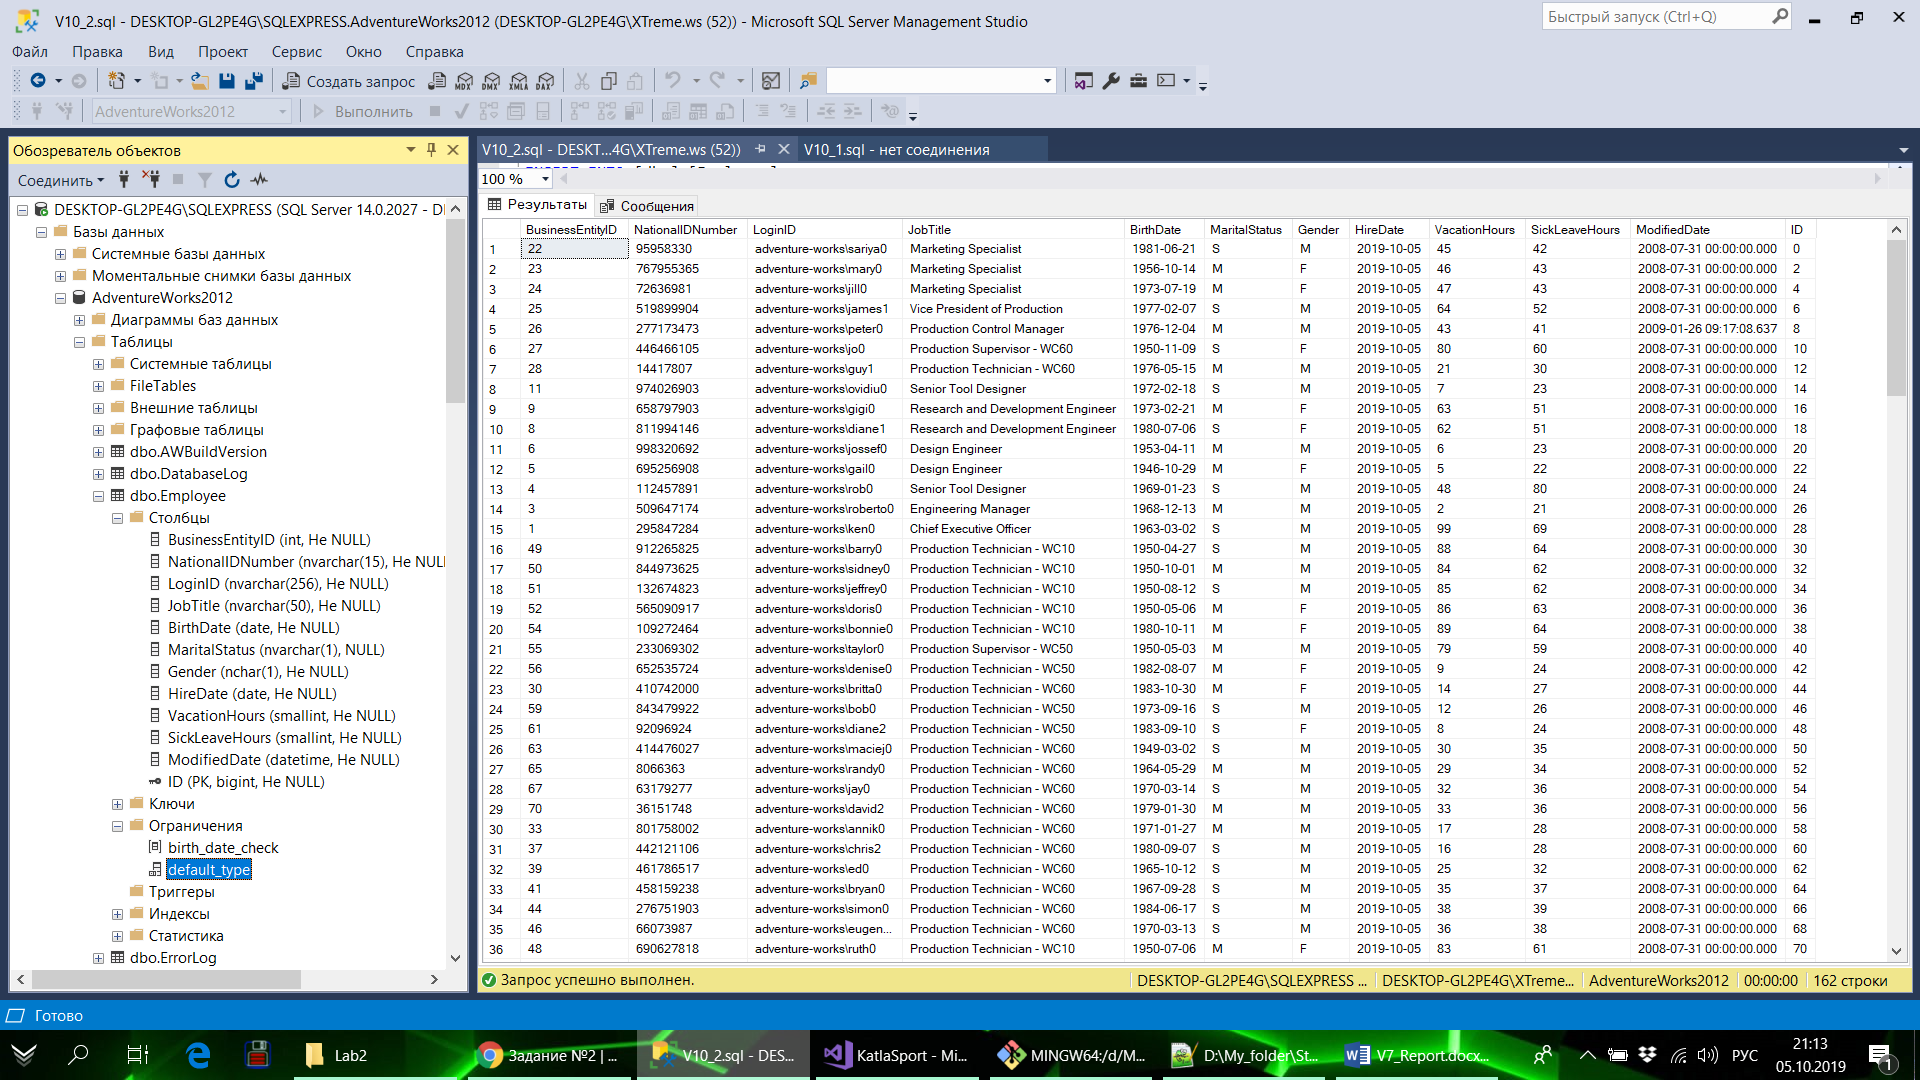 V10_2.sql - DESKTOP-GL2PE4G\SQLEXPRESS.AdventureWorks2012 (DESKTOP-GL2PE4G\XTreme.ws (52)) - Microsoft SQL Server Management Studio
Быстрый запуск (Ctrl+Q)
Файл Правка Вид Проект Сервис Окно Справка
Создать запрос MDX DMX XMLA DAX
AdventureWorks2012 Выполнить
Обозреватель объектов
Соединить
DESKTOP-GL2PE4G\SQLEXPRESS (SQL Server 14.0.2027 - DI
Базы данных
Системные базы данных
Моментальные снимки базы данных
AdventureWorks2012
Диаграммы баз данных
Таблицы
Системные таблицы
FileTables
Внешние таблицы
Графовые таблицы
dbo.AWBuildVersion
dbo.DatabaseLog
dbo.Employee
Столбцы
BusinessEntityID (int, Не NULL)
NationalIDNumber (nvarchar(15), Не NUL
LoginID (nvarchar(256), Не NULL)
JobTitle (nvarchar(50), Не NULL)
BirthDate (date, Не NULL)
MaritalStatus (nvarchar(1), NULL)
Gender (nchar(1), Не NULL)
HireDate (date, Не NULL)
VacationHours (smallint, Не NULL)
SickLeaveHours (smallint, Не NULL)
ModifiedDate (datetime, Не NULL)
ID (PK, bigint, Не NULL)
Ключи
Ограничения
birth_date_check
default_type
Триггеры
Индексы
Статистика
dbo.ErrorLog
V10_2.sql - DESKT...4G\XTreme.ws (52)) V10_1.sql - нет соединения
100 %
Результаты Сообщения
BusinessEntityID NationalIDNumber LoginID JobTitle BirthDate MaritalStatus Gender HireDate VacationHours SickLeaveHours ModifiedDate ID
1 22 95958330 adventure-works\sariya0 Marketing Specialist 1981-06-21 S M 2019-10-05 45 42 2008-07-31 00:00:00.000 0
2 23 767955365 adventure-works\mary0 Marketing Specialist 1956-10-14 M F 2019-10-05 46 43 2008-07-31 00:00:00.000 2
3 24 72636981 adventure-works\jill0 Marketing Specialist 1973-07-19 M F 2019-10-05 47 43 2008-07-31 00:00:00.000 4
4 25 519899904 adventure-works\james1 Vice President of Production 1977-02-07 S M 2019-10-05 64 52 2008-07-31 00:00:00.000 6
5 26 277173473 adventure-works\peter0 Production Control Manager 1976-12-04 M M 2019-10-05 43 41 2009-01-26 09:17:08.637 8
6 27 446466105 adventure-works\jo0 Production Supervisor - WC60 1950-11-09 S F 2019-10-05 80 60 2008-07-31 00:00:00.000 10
7 28 14417807 adventure-works\guy1 Production Technician - WC60 1976-05-15 M M 2019-10-05 21 30 2008-07-31 00:00:00.000 12
8 11 974026903 adventure-works\ovidiu0 Senior Tool Designer 1972-02-18 S M 2019-10-05 7 23 2008-07-31 00:00:00.000 14
9 9 658797903 adventure-works\gigi0 Research and Development Engineer 1973-02-21 M F 2019-10-05 63 51 2008-07-31 00:00:00.000 16
10 8 811994146 adventure-works\diane1 Research and Development Engineer 1980-07-06 S F 2019-10-05 62 51 2008-07-31 00:00:00.000 18
11 6 998320692 adventure-works\jossef0 Design Engineer 1953-04-11 M M 2019-10-05 6 23 2008-07-31 00:00:00.000 20
12 5 695256908 adventure-works\gail0 Design Engineer 1946-10-29 M F 2019-10-05 5 22 2008-07-31 00:00:00.000 22
13 4 112457891 adventure-works\rob0 Senior Tool Designer 1969-01-23 S M 2019-10-05 48 80 2008-07-31 00:00:00.000 24
14 3 509647174 adventure-works\roberto0 Engineering Manager 1968-12-13 M M 2019-10-05 2 21 2008-07-31 00:00:00.000 26
15 1 295847284 adventure-works\ken0 Chief Executive Officer 1963-03-02 S M 2019-10-05 99 69 2008-07-31 00:00:00.000 28
16 49 912265825 adventure-works\barry0 Production Technician - WC10 1950-04-27 S M 2019-10-05 88 64 2008-07-31 00:00:00.000 30
17 50 844973625 adventure-works\sidney0 Production Technician - WC10 1950-10-01 M M 2019-10-05 84 62 2008-07-31 00:00:00.000 32
18 51 132674823 adventure-works\jeffrey0 Production Technician - WC10 1950-08-12 S M 2019-10-05 85 62 2008-07-31 00:00:00.000 34
19 52 565090917 adventure-works\doris0 Production Technician - WC10 1950-05-06 M F 2019-10-05 86 63 2008-07-31 00:00:00.000 36
20 54 109272464 adventure-works\bonnie0 Production Technician - WC10 1980-10-11 M F 2019-10-05 89 64 2008-07-31 00:00:00.000 38
21 55 233069302 adventure-works\taylor0 Production Supervisor - WC50 1950-05-03 M M 2019-10-05 79 59 2008-07-31 00:00:00.000 40
22 56 652535724 adventure-works\denise0 Production Technician - WC50 1982-08-07 M F 2019-10-05 9 24 2008-07-31 00:00:00.000 42
23 30 410742000 adventure-works\britta0 Production Technician - WC60 1983-10-30 M F 2019-10-05 14 27 2008-07-31 00:00:00.000 44
24 59 843479922 adventure-works\bob0 Production Technician - WC50 1973-09-16 S M 2019-10-05 12 26 2008-07-31 00:00:00.000 46
25 61 92096924 adventure-works\diane2 Production Technician - WC50 1983-09-10 S F 2019-10-05 8 24 2008-07-31 00:00:00.000 48
26 63 414476027 adventure-works\maciej0 Production Technician - WC60 1949-03-02 S M 2019-10-05 30 35 2008-07-31 00:00:00.000 50
27 65 8066363 adventure-works\randy0 Production Technician - WC60 1964-05-29 M M 2019-10-05 29 34 2008-07-31 00:00:00.000 52
28 67 63179277 adventure-works\jay0 Production Technician - WC60 1970-03-14 S M 2019-10-05 32 36 2008-07-31 00:00:00.000 54
29 70 36151748 adventure-works\david2 Production Technician - WC60 1979-01-30 M M 2019-10-05 33 36 2008-07-31 00:00:00.000 56
30 33 801758002 adventure-works\annik0 Production Technician - WC60 1971-01-27 M M 2019-10-05 17 28 2008-07-31 00:00:00.000 58
31 37 442121106 adventure-works\chris2 Production Technician - WC60 1980-09-07 S M 2019-10-05 16 28 2008-07-31 00:00:00.000 60
32 39 461786517 adventure-works\ed0 Production Technician - WC60 1965-10-12 S M 2019-10-05 25 32 2008-07-31 00:00:00.000 62
33 41 458159238 adventure-works\bryan0 Production Technician - WC60 1967-09-28 S M 2019-10-05 35 37 2008-07-31 00:00:00.000 64
34 44 276751903 adventure-works\simon0 Production Technician - WC60 1984-06-17 S M 2019-10-05 38 39 2008-07-31 00:00:00.000 66
35 46 66073987 adventure-works\eugen... Production Technician - WC60 1970-03-13 S M 2019-10-05 36 38 2008-07-31 00:00:00.000 68
36 48 690627818 adventure-works\ruth0 Production Technician - WC10 1950-07-06 M F 2019-10-05 83 61 2008-07-31 00:00:00.000 70
Запрос успешно выполнен. DESKTOP-GL2PE4G\SQLEXPRESS ... DESKTOP-GL2PE4G\XTreme... AdventureWorks2012 00:00:00 162 строки
Готово
Lab2 Задание №2 | ... V10_2.sql - DES... KatlaSport - Mi... MINGW64:/d/M... D:\My_folder\St... V7_Report.docx... РУС 21:13
05.10.2019
1